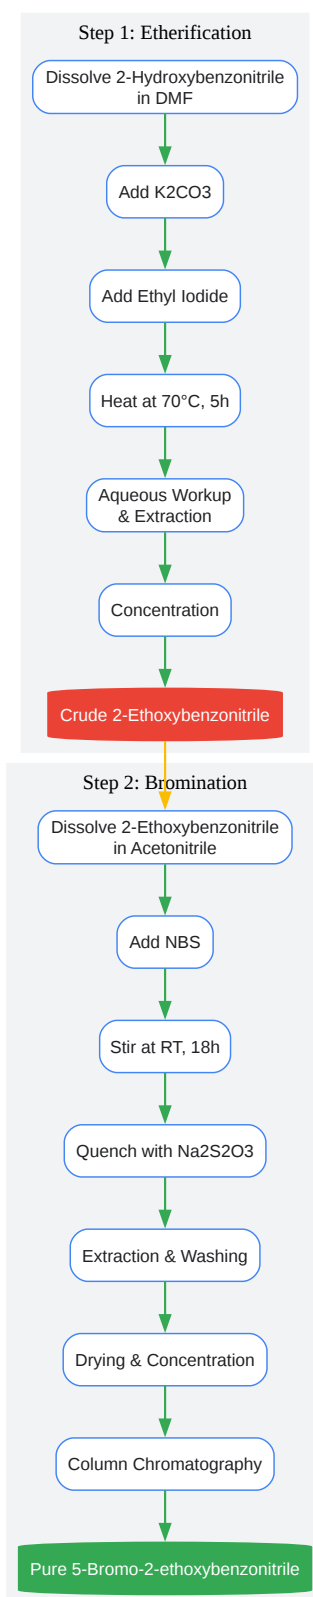 Step 1: Etherification
Dissolve 2-Hydroxybenzonitrile
in DMF
Add K2CO3
Add Ethyl Iodide
Heat at 70°C, 5h
Aqueous Workup
& Extraction
Concentration
Crude 2-Ethoxybenzonitrile
Step 2: Bromination
Dissolve 2-Ethoxybenzonitrile
in Acetonitrile
Add NBS
Stir at RT, 18h
Quench with Na2S2O3
Extraction & Washing
Drying & Concentration
Column Chromatography
Pure 5-Bromo-2-ethoxybenzonitrile